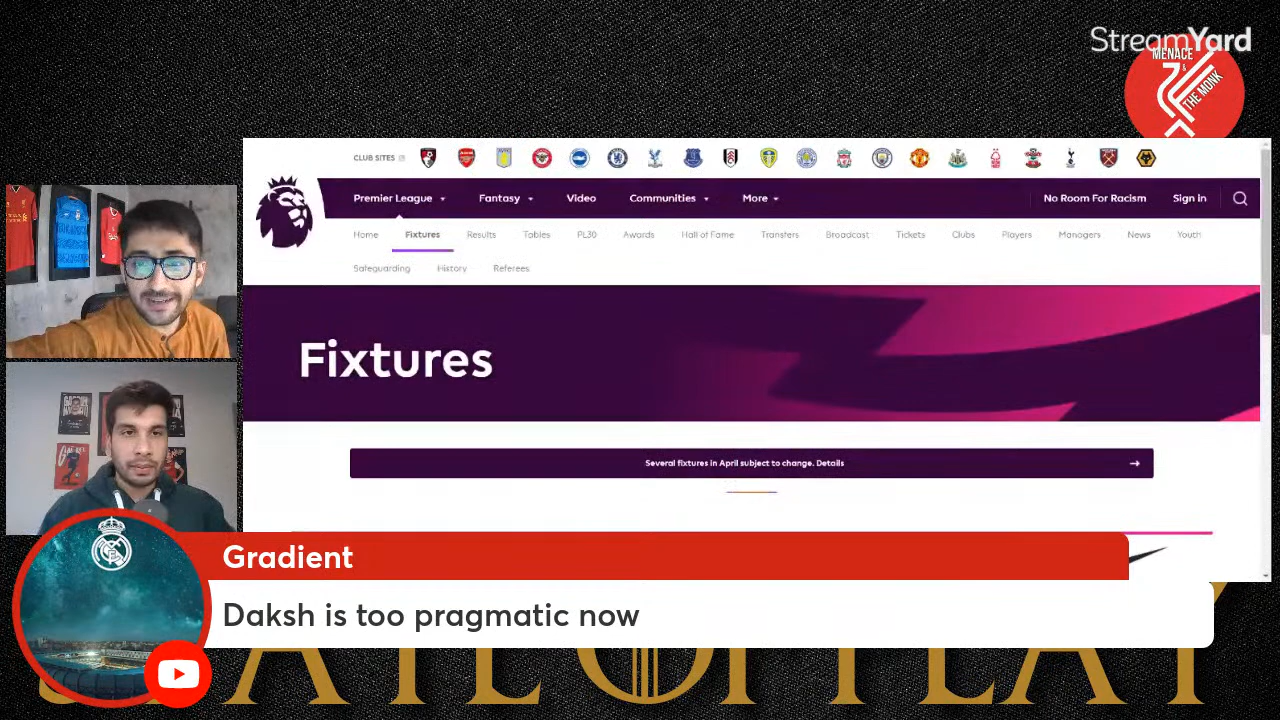 StreamYard
MENACE
&
THE MONK
CLUB SITES
Premier League
Fantasy
Video
Communities
More
No Room For Racism
Sign In
Home
Fixtures
Results
Tables
PL30
Awards
Hall of Fame
Transfers
Broadcast
Tickets
Clubs
Players
Managers
News
Youth
Safeguarding
History
Referees
Fixtures
Several fixtures in April subject to change. Details
Gradient
Daksh is too pragmatic now